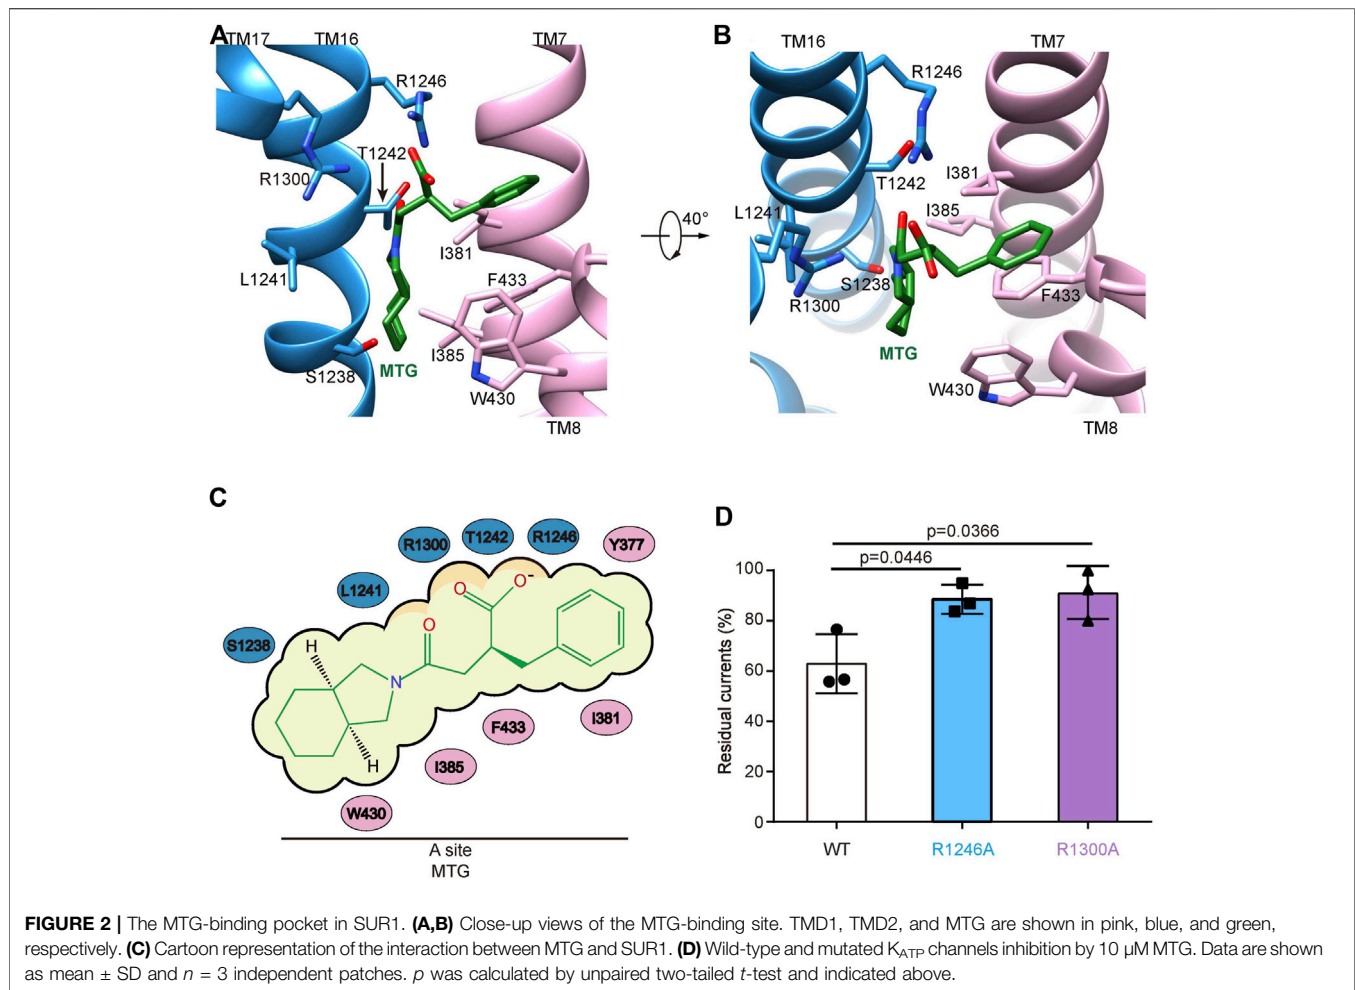 A
TM17
TM16
TM7
R1246
T1242
R1300
I381
L1241
F433
I385
S1238
MTG
W430
TM8
40°
B
TM16
TM7
R1246
I381
T1242
I385
L1241
S1238
R1300
F433
MTG
W430
TM8
C
R1300
T1242
R1246
Y377
L1241
S1238
O
O-
O
H
N
H
I381
F433
I385
W430
A site
MTG
D
p=0.0366
p=0.0446
Residual currents (%)
100
80
60
40
20
0
WT
R1246A
R1300A
FIGURE 2 | The MTG-binding pocket in SUR1. (A,B) Close-up views of the MTG-binding site. TMD1, TMD2, and MTG are shown in pink, blue, and green,
respectively. (C) Cartoon representation of the interaction between MTG and SUR1. (D) Wild-type and mutated KATP channels inhibition by 10 μM MTG. Data are shown
as mean ± SD and n = 3 independent patches. p was calculated by unpaired two-tailed t-test and indicated above.